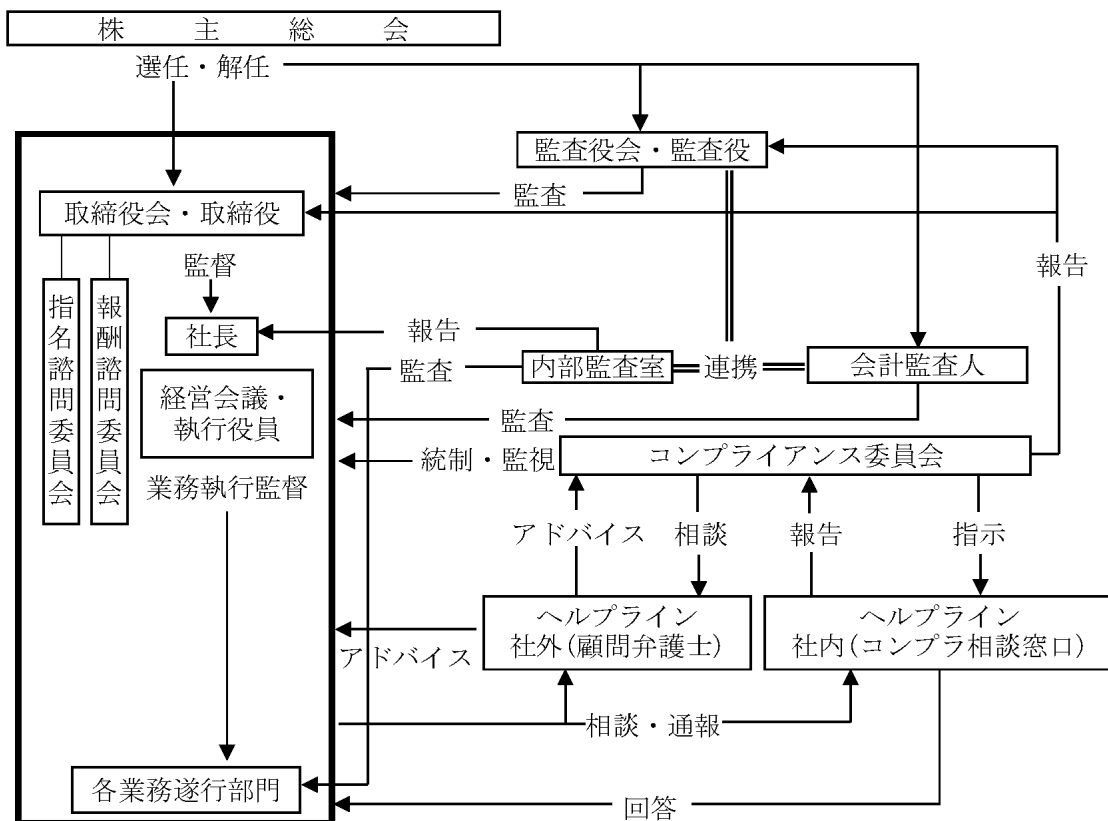 株主総会
選任・解任
監査役会・監査役
監査
取締役会・取締役
監督
報告
指名諮問委員会
報酬諮問委員会
社長
報告
監査
内部監査室
連携
会計監査人
経営会議・
執行役員
監査
統制・監視
コンプライアンス委員会
業務執行監督
アドバイス
相談
報告
指示
ヘルプライン
社外(顧問弁護士)
ヘルプライン
社内(コンプラ相談窓口)
アドバイス
相談・通報
各業務遂行部門
回答